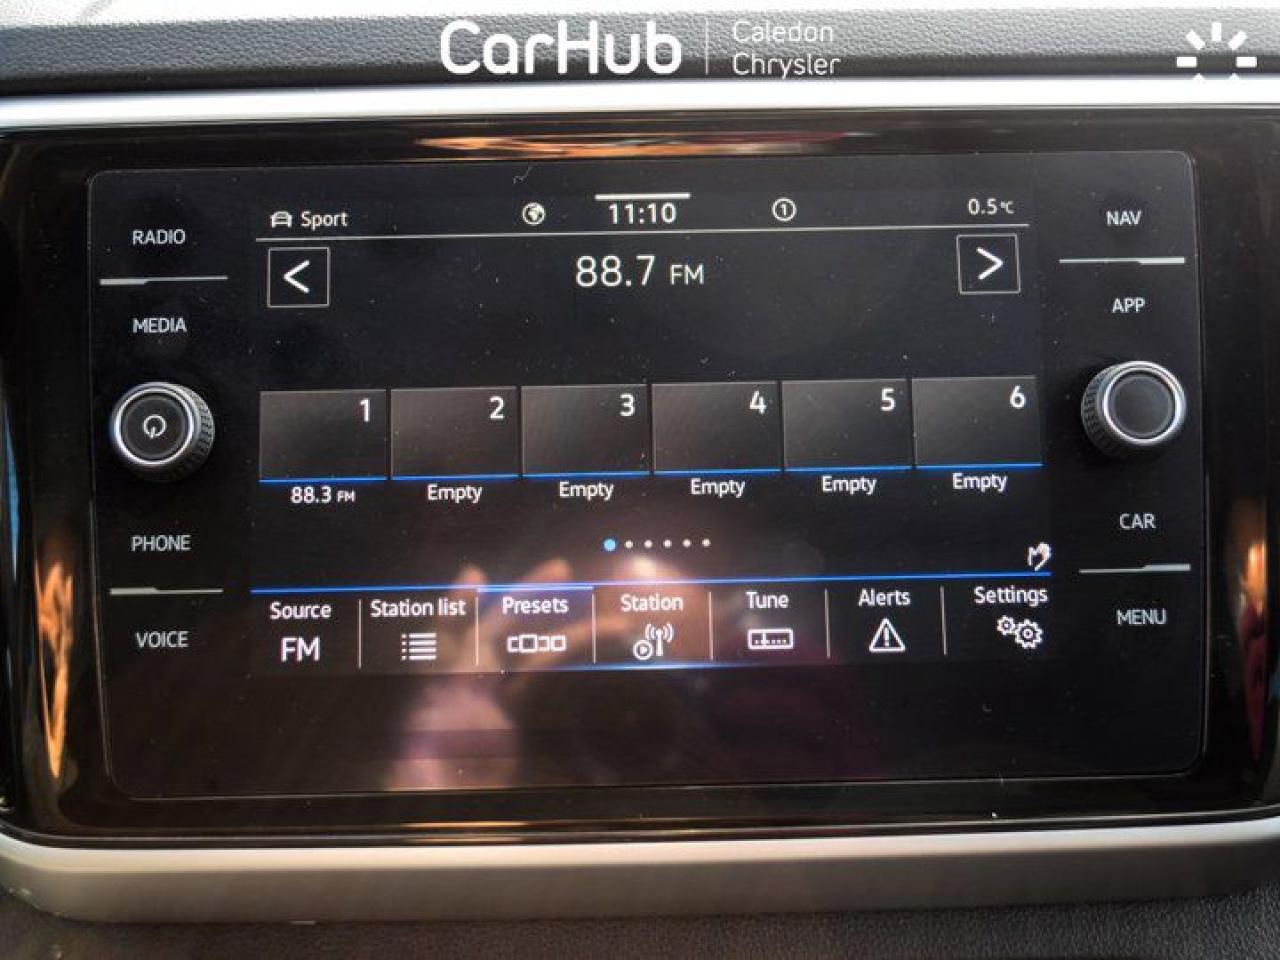 CarHub
Caledon
Chrysler
Sport
11:10
1
0.5°C
RADIO
NAV
88.7 FM
MEDIA
APP
1 2 3 4 5 6
88.3 FM Empty Empty Empty Empty Empty
PHONE
CAR
Source Station list Presets Station Tune Alerts Settings
FM
VOICE
MENU